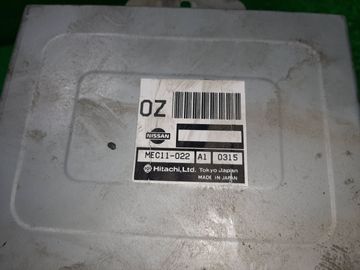 OZ
NISSAN
MEC11-022 A1 0315
Hitachi, Ltd. Tokyo Japan
MADE IN JAPAN